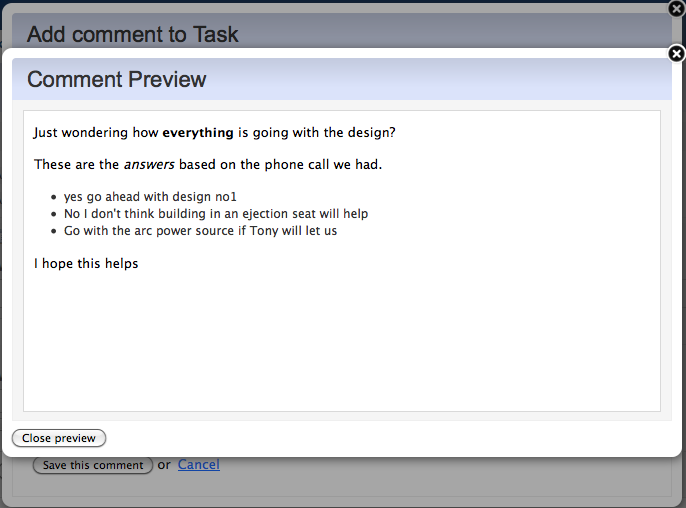 Add comment to Task
Comment Preview
Just wondering how everything is going with the design?
These are the answers based on the phone call we had.
yes go ahead with design no1
No I don't think building in an ejection seat will help
Go with the arc power source if Tony will let us
I hope this helps
Close preview
Save this comment or Cancel